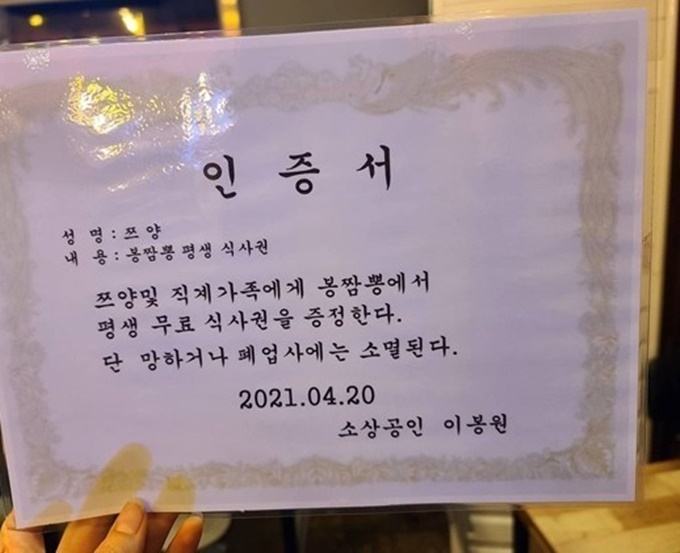 인 증 서
성 명 : 쯔 양
내 용 : 봉짬뽕 평생 식사권
쯔양및 직계가족에게 봉짬뽕에서
평생 무료 식사권을 증정한다.
단 망하거나 폐업사에는 소멸된다.
2021.04.20
소상공인 이봉원